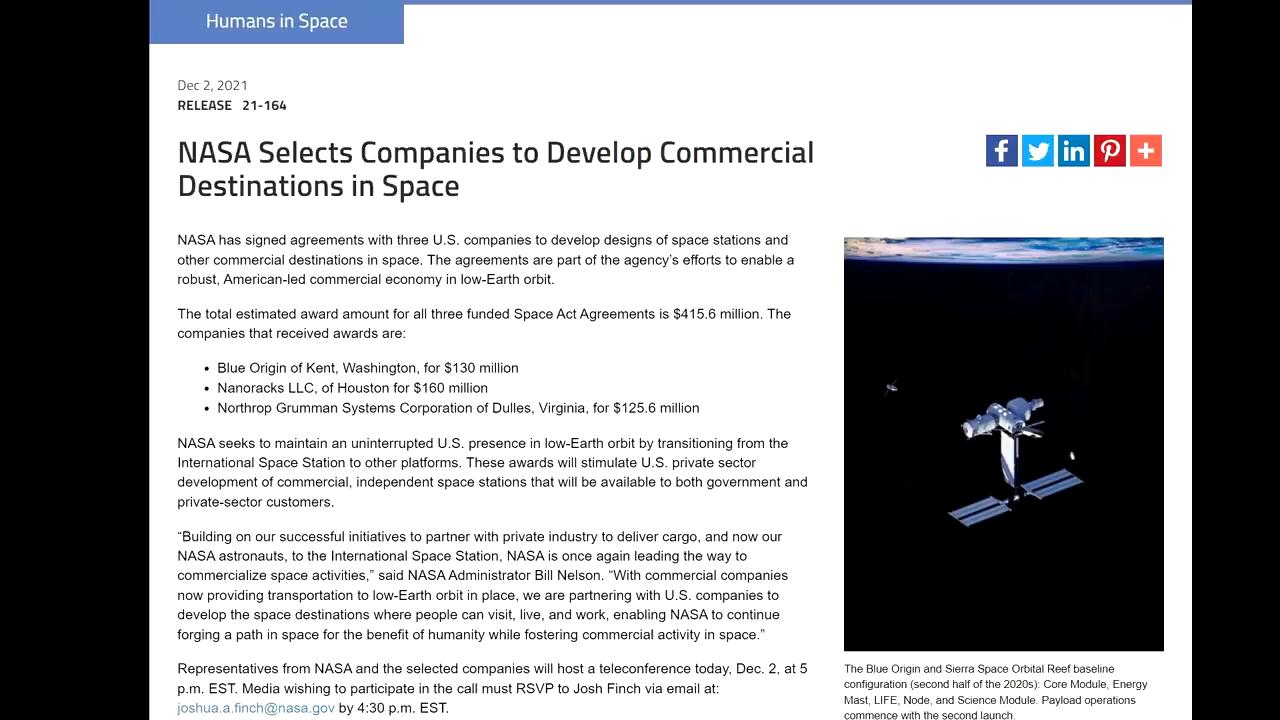 Humans in Space
Dec 2, 2021
RELEASE 21-164
NASA Selects Companies to Develop Commercial
Destinations in Space
NASA has signed agreements with three U.S. companies to develop designs of space stations and
other commercial destinations in space. The agreements are part of the agency’s efforts to enable a
robust, American-led commercial economy in low-Earth orbit.
The total estimated award amount for all three funded Space Act Agreements is $415.6 million. The
companies that received awards are:
• Blue Origin of Kent, Washington, for $130 million
• Nanoracks LLC, of Houston for $160 million
• Northrop Grumman Systems Corporation of Dulles, Virginia, for $125.6 million
NASA seeks to maintain an uninterrupted U.S. presence in low-Earth orbit by transitioning from the
International Space Station to other platforms. These awards will stimulate U.S. private sector
development of commercial, independent space stations that will be available to both government and
private-sector customers.
“Building on our successful initiatives to partner with private industry to deliver cargo, and now our
NASA astronauts, to the International Space Station, NASA is once again leading the way to
commercialize space activities,” said NASA Administrator Bill Nelson. “With commercial companies
now providing transportation to low-Earth orbit in place, we are partnering with U.S. companies to
develop the space destinations where people can visit, live, and work, enabling NASA to continue
forging a path in space for the benefit of humanity while fostering commercial activity in space.”
Representatives from NASA and the selected companies will host a teleconference today, Dec. 2, at 5
p.m. EST. Media wishing to participate in the call must RSVP to Josh Finch via email at:
joshua.a.finch@nasa.gov by 4:30 p.m. EST.
The Blue Origin and Sierra Space Orbital Reef baseline
configuration (second half of the 2020s): Core Module, Energy
Mast, LIFE, Node, and Science Module. Payload operations
commence with the second launch.